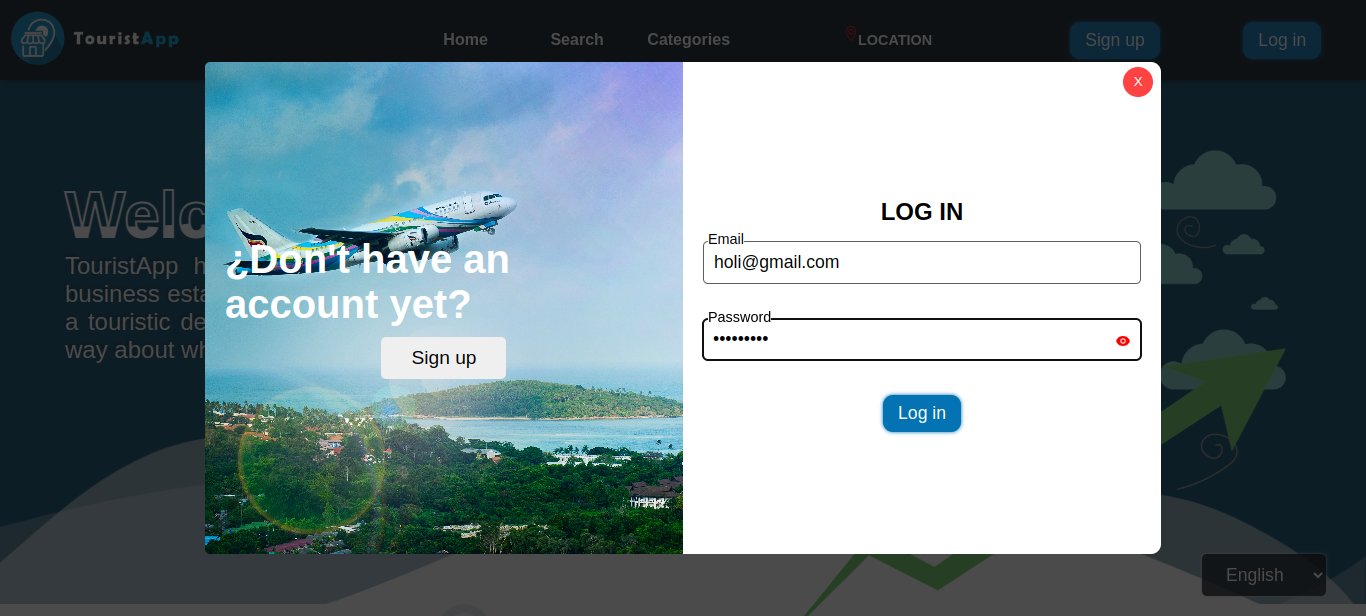 TouristApp
Home
Search
Categories
LOCATION
Sign up
Log in
X
Welc
TouristApp h
business esta
a touristic de
way about wh
¿Don't have an
account yet?
Sign up
LOG IN
Email
holi@gmail.com
Password
•••••••••
Log in
English